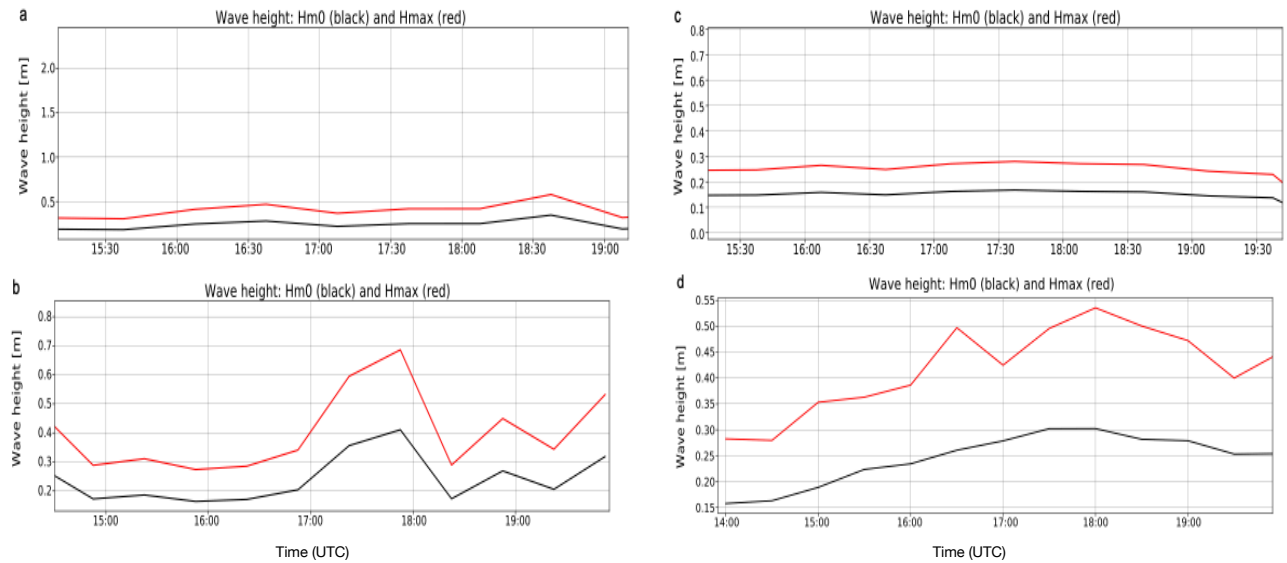 a
Wave height: Hm0 (black) and Hmax (red)
Wave height [m]
2.0
1.5
1.0
0.5
15:30 16:00 16:30 17:00 17:30 18:00 18:30 19:00
b
Wave height: Hm0 (black) and Hmax (red)
Wave height [m]
0.8
0.7
0.6
0.5
0.4
0.3
0.2
15:00 16:00 17:00 18:00 19:00
Time (UTC)
c
Wave height: Hm0 (black) and Hmax (red)
Wave height [m]
0.8
0.7
0.6
0.5
0.4
0.3
0.2
0.1
0.0
15:30 16:00 16:30 17:00 17:30 18:00 18:30 19:00 19:30
d
Wave height: Hm0 (black) and Hmax (red)
Wave height [m]
0.55
0.50
0.45
0.40
0.35
0.30
0.25
0.20
0.15
14:00 15:00 16:00 17:00 18:00 19:00
Time (UTC)